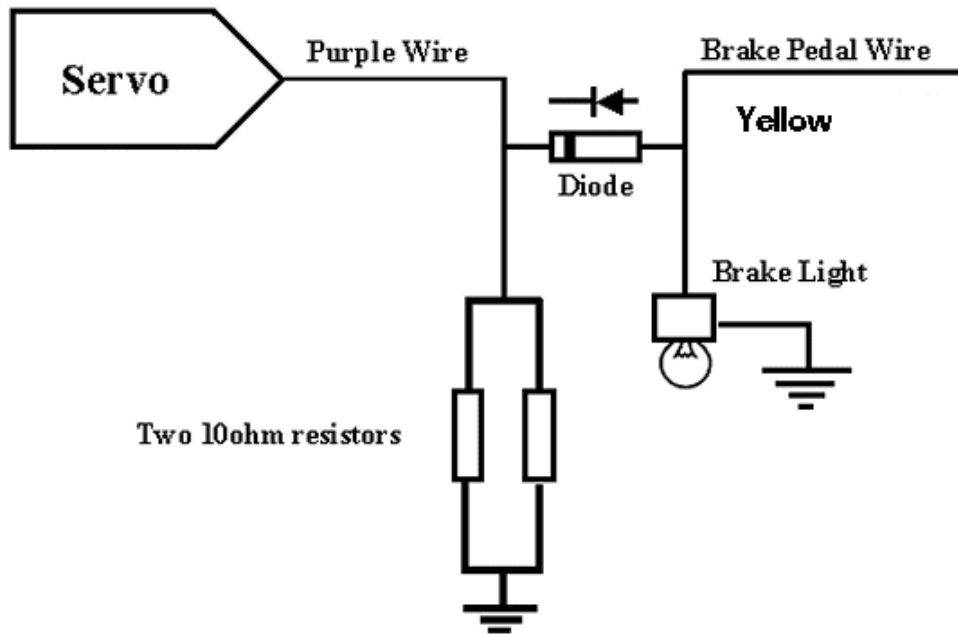 Purple Wire
Brake Pedal Wire
Servo
Yellow
Diode
Brake Light
Two 10ohm resistors